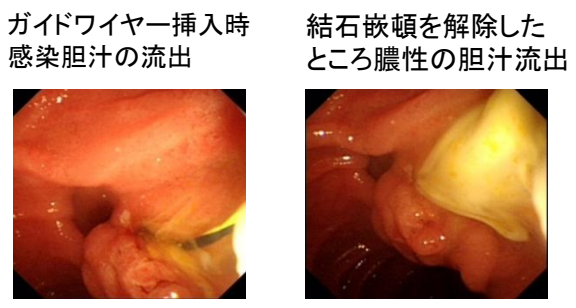 ガイドワイヤー挿入時
感染胆汁の流出
結石嵌頓を解除した
ところ膿性の胆汁流出